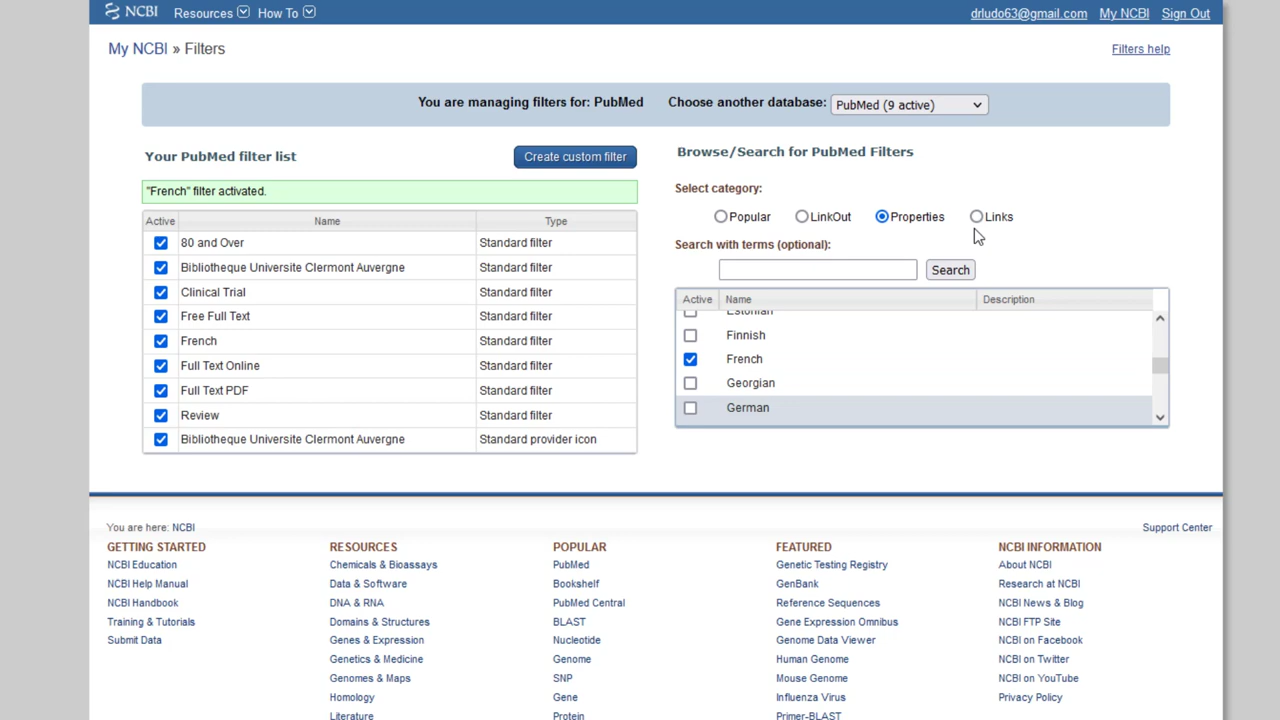 NCBI Resources How To drludo63@gmail.com My NCBI Sign Out
My NCBI » Filters Filters help
You are managing filters for: PubMed Choose another database: PubMed (9 active)
Your PubMed filter list Create custom filter
"French" filter activated.
Active Name Type
80 and Over Standard filter
Bibliotheque Universite Clermont Auvergne Standard filter
Clinical Trial Standard filter
Free Full Text Standard filter
French Standard filter
Full Text Online Standard filter
Full Text PDF Standard filter
Review Standard filter
Bibliotheque Universite Clermont Auvergne Standard provider icon
Browse/Search for PubMed Filters
Select category:
Popular LinkOut Properties Links
Search with terms (optional):
Search
Active Name Description
Estonian
Finnish
French
Georgian
German
You are here: NCBI Support Center
GETTING STARTED
NCBI Education
NCBI Help Manual
NCBI Handbook
Training & Tutorials
Submit Data
RESOURCES
Chemicals & Bioassays
Data & Software
DNA & RNA
Domains & Structures
Genes & Expression
Genetics & Medicine
Genomes & Maps
Homology
Literature
POPULAR
PubMed
Bookshelf
PubMed Central
BLAST
Nucleotide
Genome
SNP
Gene
Protein
FEATURED
Genetic Testing Registry
GenBank
Reference Sequences
Gene Expression Omnibus
Genome Data Viewer
Human Genome
Mouse Genome
Influenza Virus
Primer-BLAST
NCBI INFORMATION
About NCBI
Research at NCBI
NCBI News & Blog
NCBI FTP Site
NCBI on Facebook
NCBI on Twitter
NCBI on YouTube
Privacy Policy